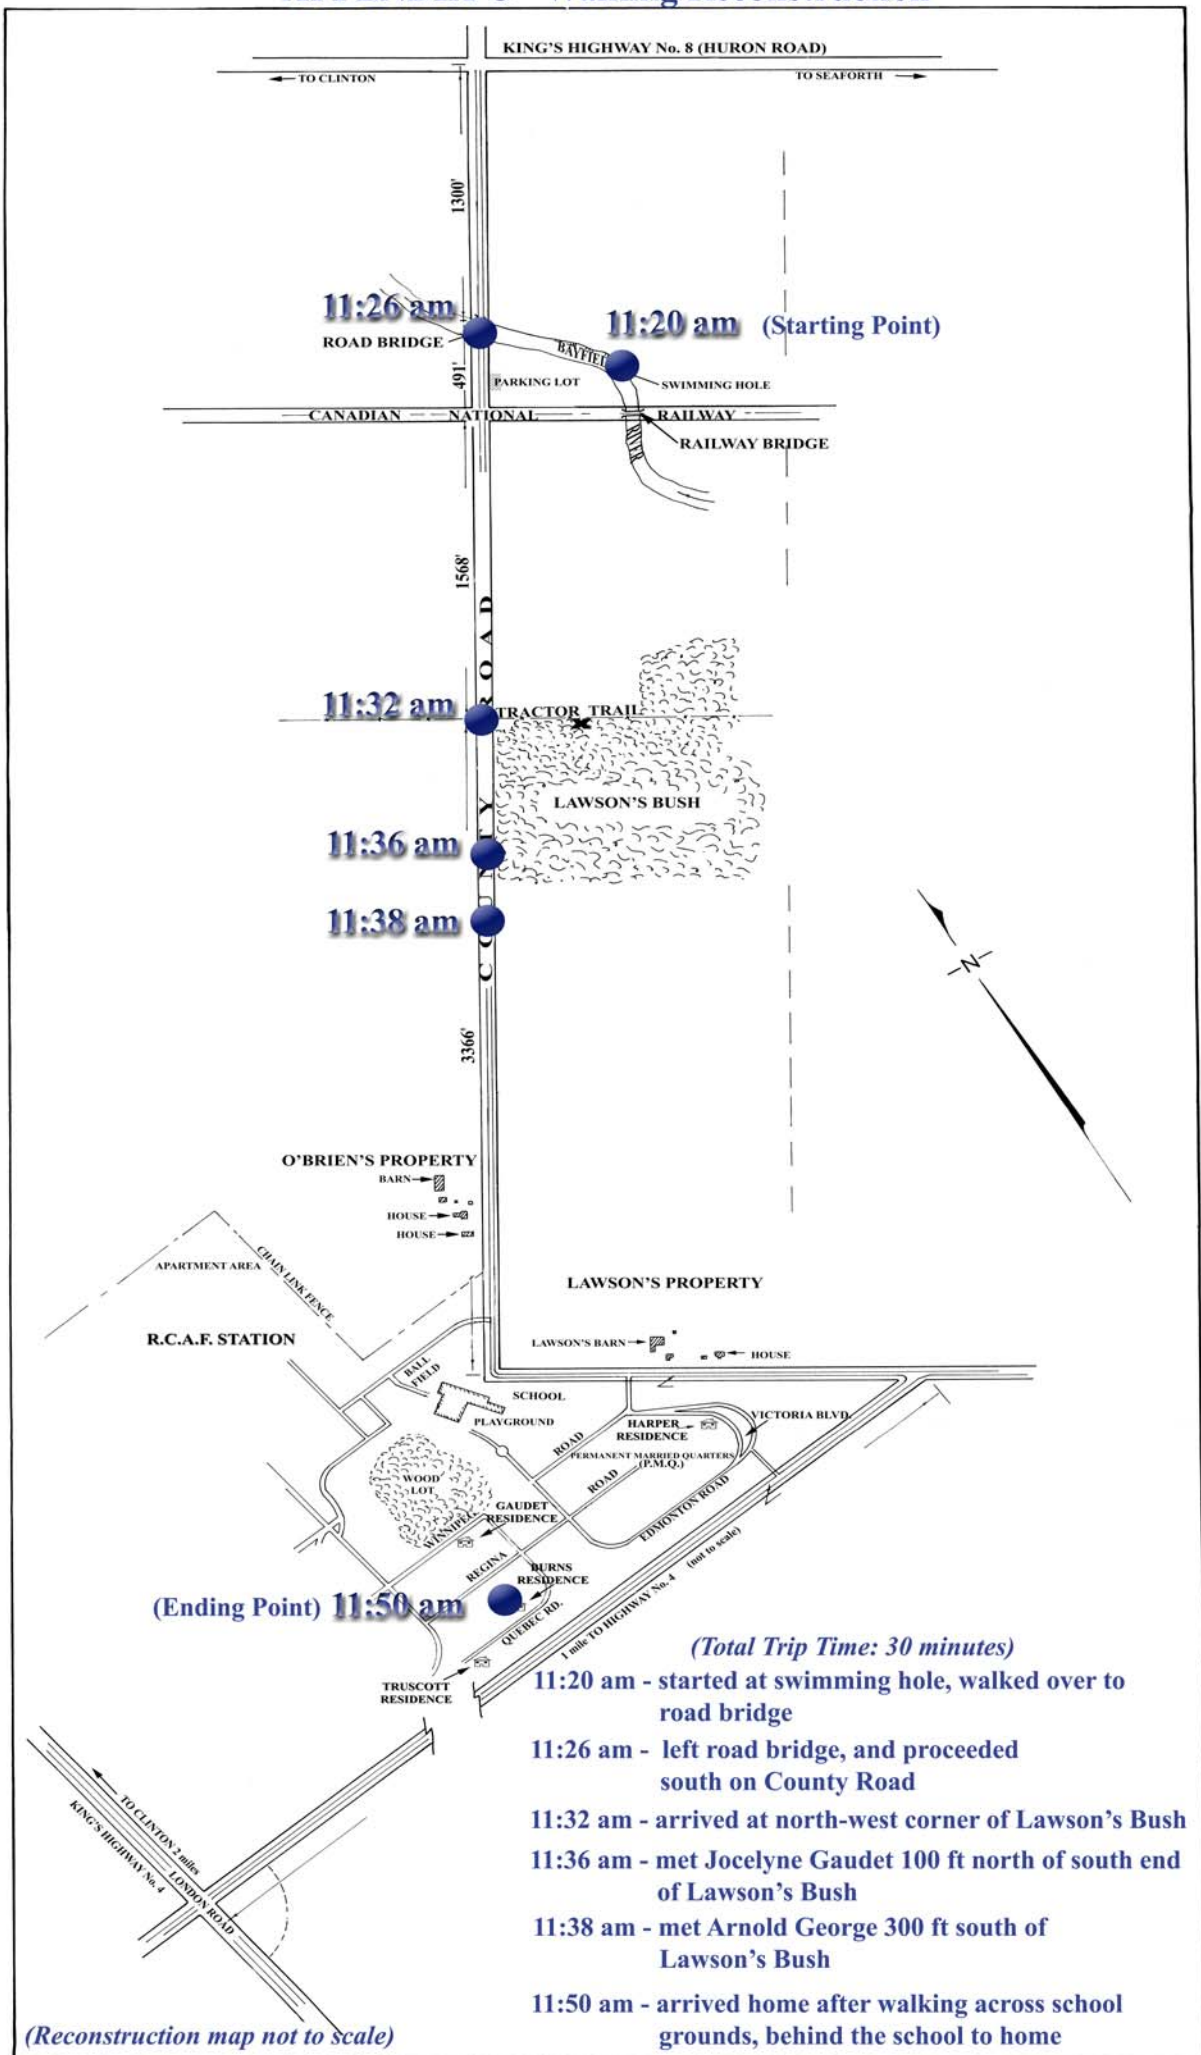 Walking Reconstruction
KING'S HIGHWAY No. 8 (HURON ROAD)
TO CLINTON
TO SEAFORTH
1300'
11:26 am
ROAD BRIDGE
11:20 am (Starting Point)
BAYFIEL
491'
PARKING LOT
SWIMMING HOLE
CANADIAN NATIONAL RAILWAY
RIVER
RAILWAY BRIDGE
1568'
COUNTY ROAD
11:32 am
TRACTOR TRAIL
LAWSON'S BUSH
11:36 am
11:38 am
N
3366'
O'BRIEN'S PROPERTY
BARN
HOUSE
HOUSE
APARTMENT AREA
CHAIN LINK FENCE
LAWSON'S PROPERTY
R.C.A.F. STATION
LAWSON'S BARN
HOUSE
BALL
FIELD
SCHOOL
PLAYGROUND
VICTORIA BLVD.
HARPER
RESIDENCE
ROAD
PERMANENT MARRIED QUARTERS
(P.M.Q.)
ROAD
WOOD
LOT
EDMONTON ROAD
GAUDET
RESIDENCE
WINNIPEG
REGINA
BURNS
RESIDENCE
(Ending Point) 11:50 am
QUEBEC RD.
1 mile TO HIGHWAY No. 4 (not to scale)
TRUSCOTT
RESIDENCE
(Total Trip Time: 30 minutes)
11:20 am - started at swimming hole, walked over to
road bridge
11:26 am - left road bridge, and proceeded
south on County Road
11:32 am - arrived at north-west corner of Lawson's Bush
11:36 am - met Jocelyne Gaudet 100 ft north of south end
of Lawson's Bush
11:38 am - met Arnold George 300 ft south of
Lawson's Bush
11:50 am - arrived home after walking across school
grounds, behind the school to home
TO CLINTON 2 miles
KING'S HIGHWAY No. 4
LONDON ROAD
(Reconstruction map not to scale)